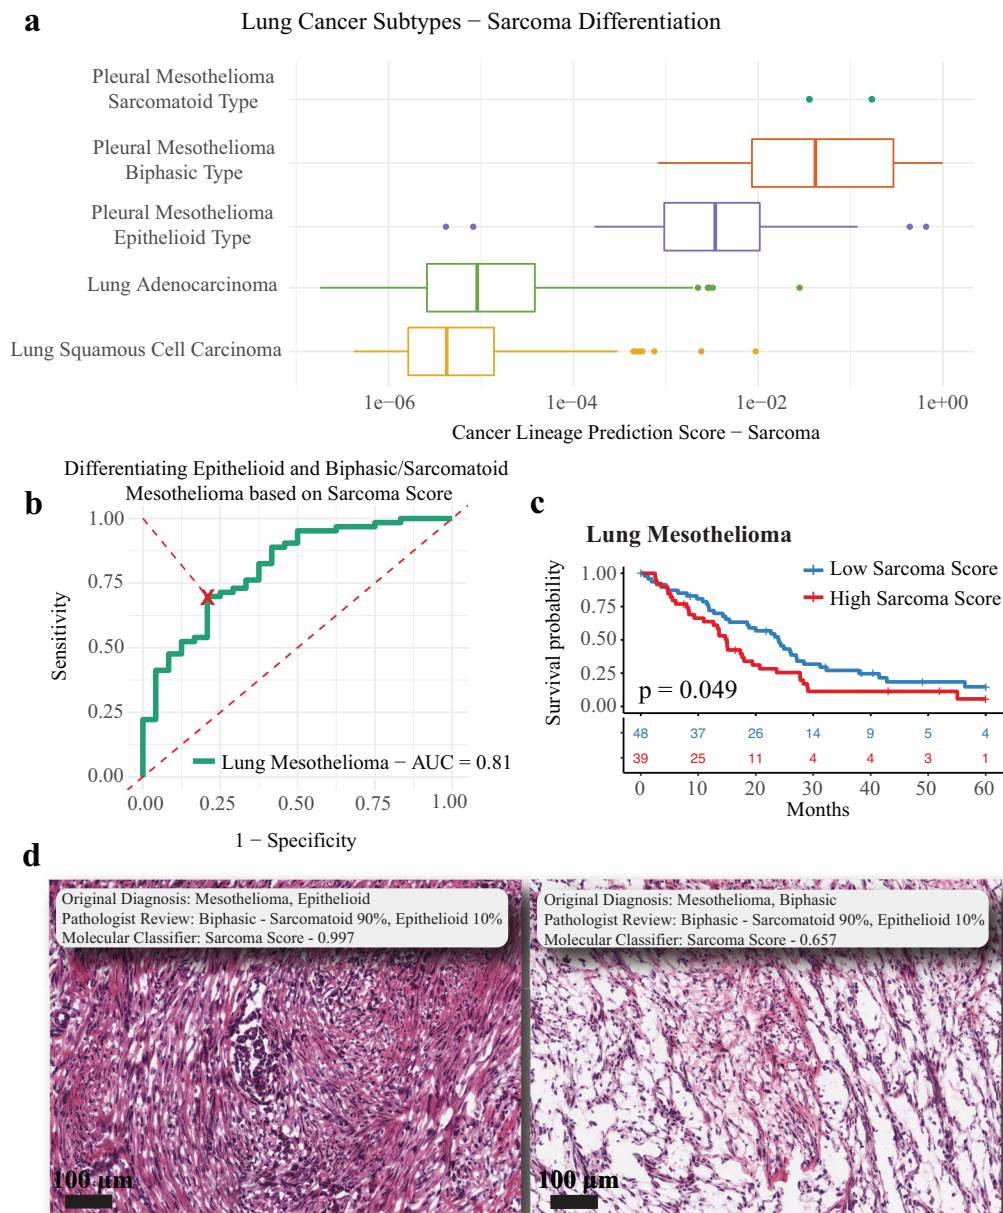 a
Lung Cancer Subtypes − Sarcoma Differentiation
Pleural Mesothelioma
Sarcomatoid Type
Pleural Mesothelioma
Biphasic Type
Pleural Mesothelioma
Epithelioid Type
Lung Adenocarcinoma
Lung Squamous Cell Carcinoma
1e−06 1e−04 1e−02 1e+00
Cancer Lineage Prediction Score − Sarcoma
b
Differentiating Epithelioid and Biphasic/Sarcomatoid
Mesothelioma based on Sarcoma Score
1.00
0.75
0.50
0.25
0.00
Sensitivity
Lung Mesothelioma − AUC = 0.81
0.00 0.25 0.50 0.75 1.00
1 − Specificity
c
Lung Mesothelioma
Low Sarcoma Score
High Sarcoma Score
1.00
0.75
0.50
0.25
0.00
Survival probability
p = 0.049
48 37 26 14 9 5 4
39 25 11 4 4 3 1
0 10 20 30 40 50 60
Months
d
Original Diagnosis: Mesothelioma, Epithelioid
Pathologist Review: Biphasic - Sarcomatoid 90%, Epithelioid 10%
Molecular Classifier: Sarcoma Score - 0.997
100 μm
Original Diagnosis: Mesothelioma, Biphasic
Pathologist Review: Biphasic - Sarcomatoid 90%, Epithelioid 10%
Molecular Classifier: Sarcoma Score - 0.657
100 μm